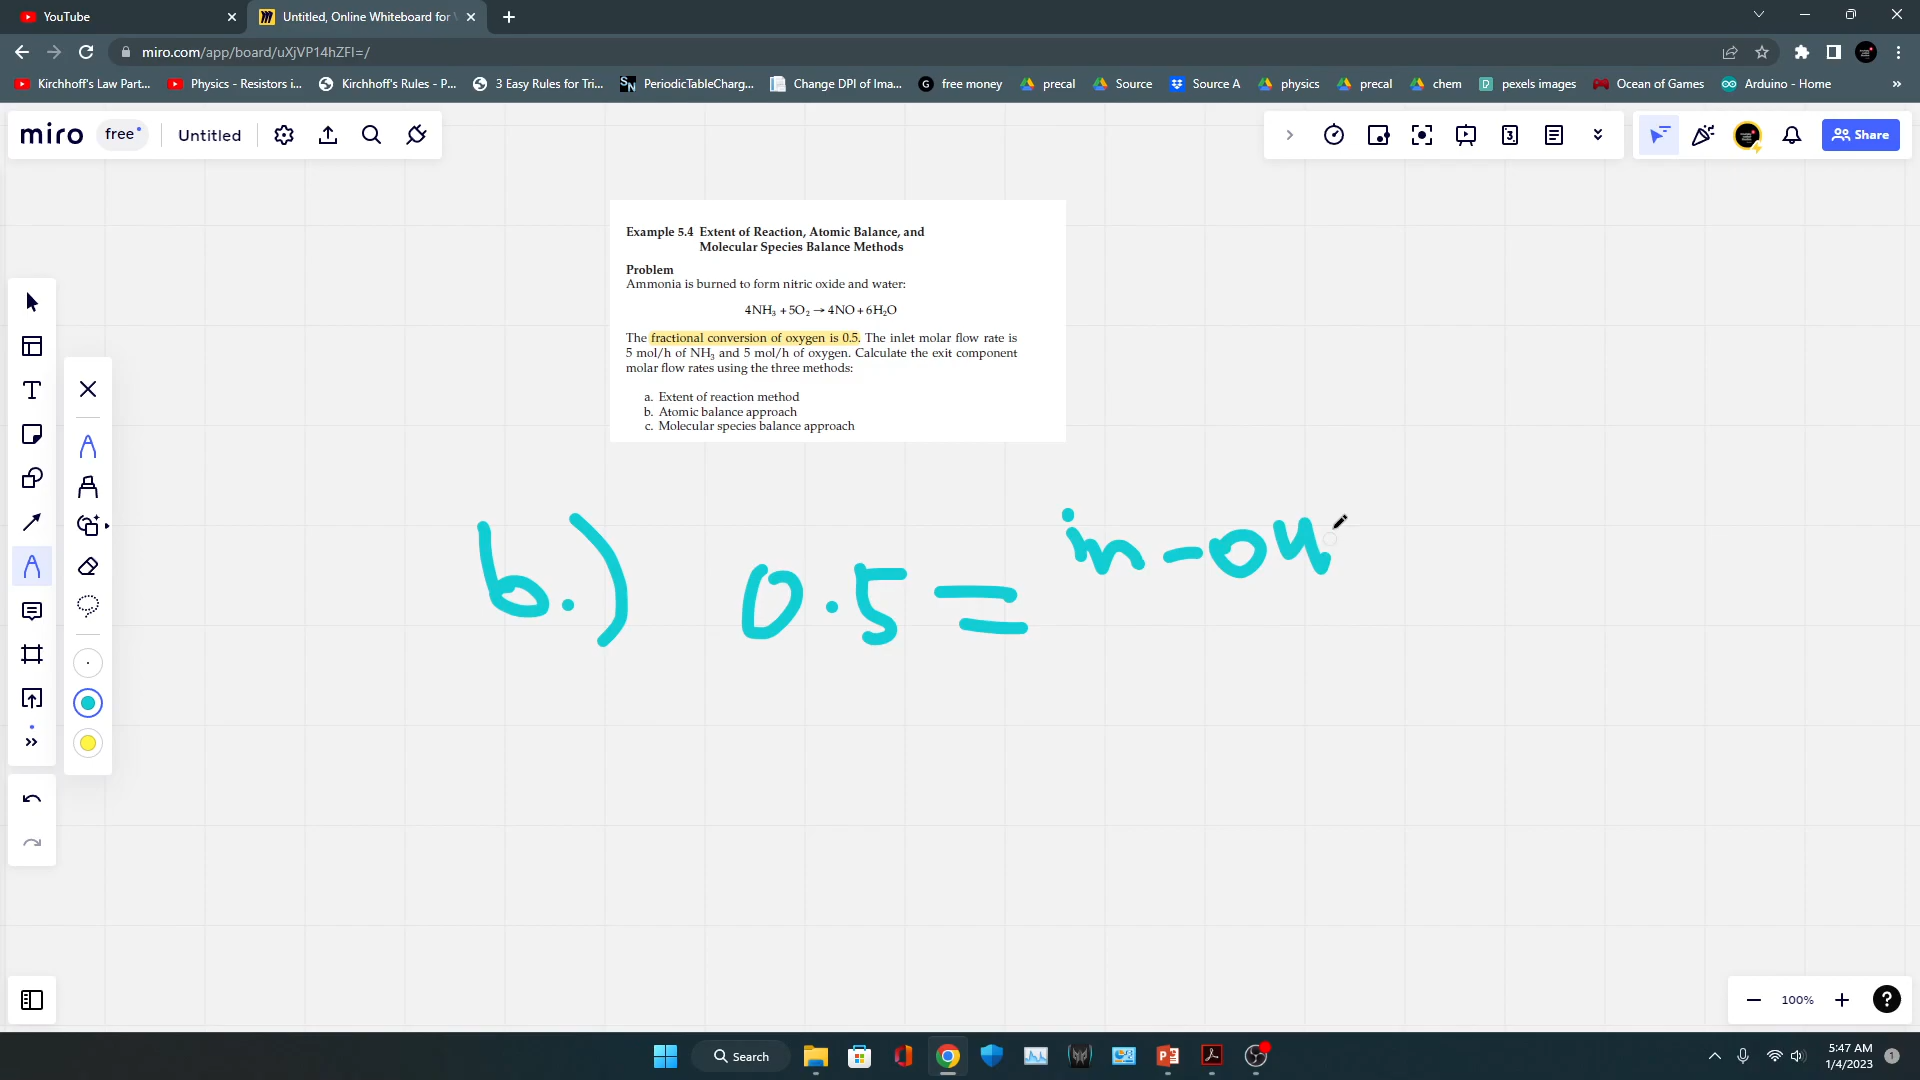 YouTube
Untitled, Online Whiteboard for
miro.com/app/board/uXjVP14hZFI=/
Kirchhoff's Law Part...
Physics - Resistors i...
Kirchhoff's Rules - P...
3 Easy Rules for Tri...
PeriodicTableCharg...
Change DPI of Ima...
free money
precal
Source
Source A
physics
precal
chem
pexels images
Ocean of Games
Arduino - Home
miro
free
Untitled
Share
Example 5.4 Extent of Reaction, Atomic Balance, and
Molecular Species Balance Methods
Problem
Ammonia is burned to form nitric oxide and water:
4NH₃ + 5O₂ → 4NO + 6H₂O
The fractional conversion of oxygen is 0.5. The inlet molar flow rate is
5 mol/h of NH₃ and 5 mol/h of oxygen. Calculate the exit component
molar flow rates using the three methods:
a. Extent of reaction method
b. Atomic balance approach
c. Molecular species balance approach
b.) 0.5 = in - ou
100%
Search
5:47 AM
1/4/2023
1